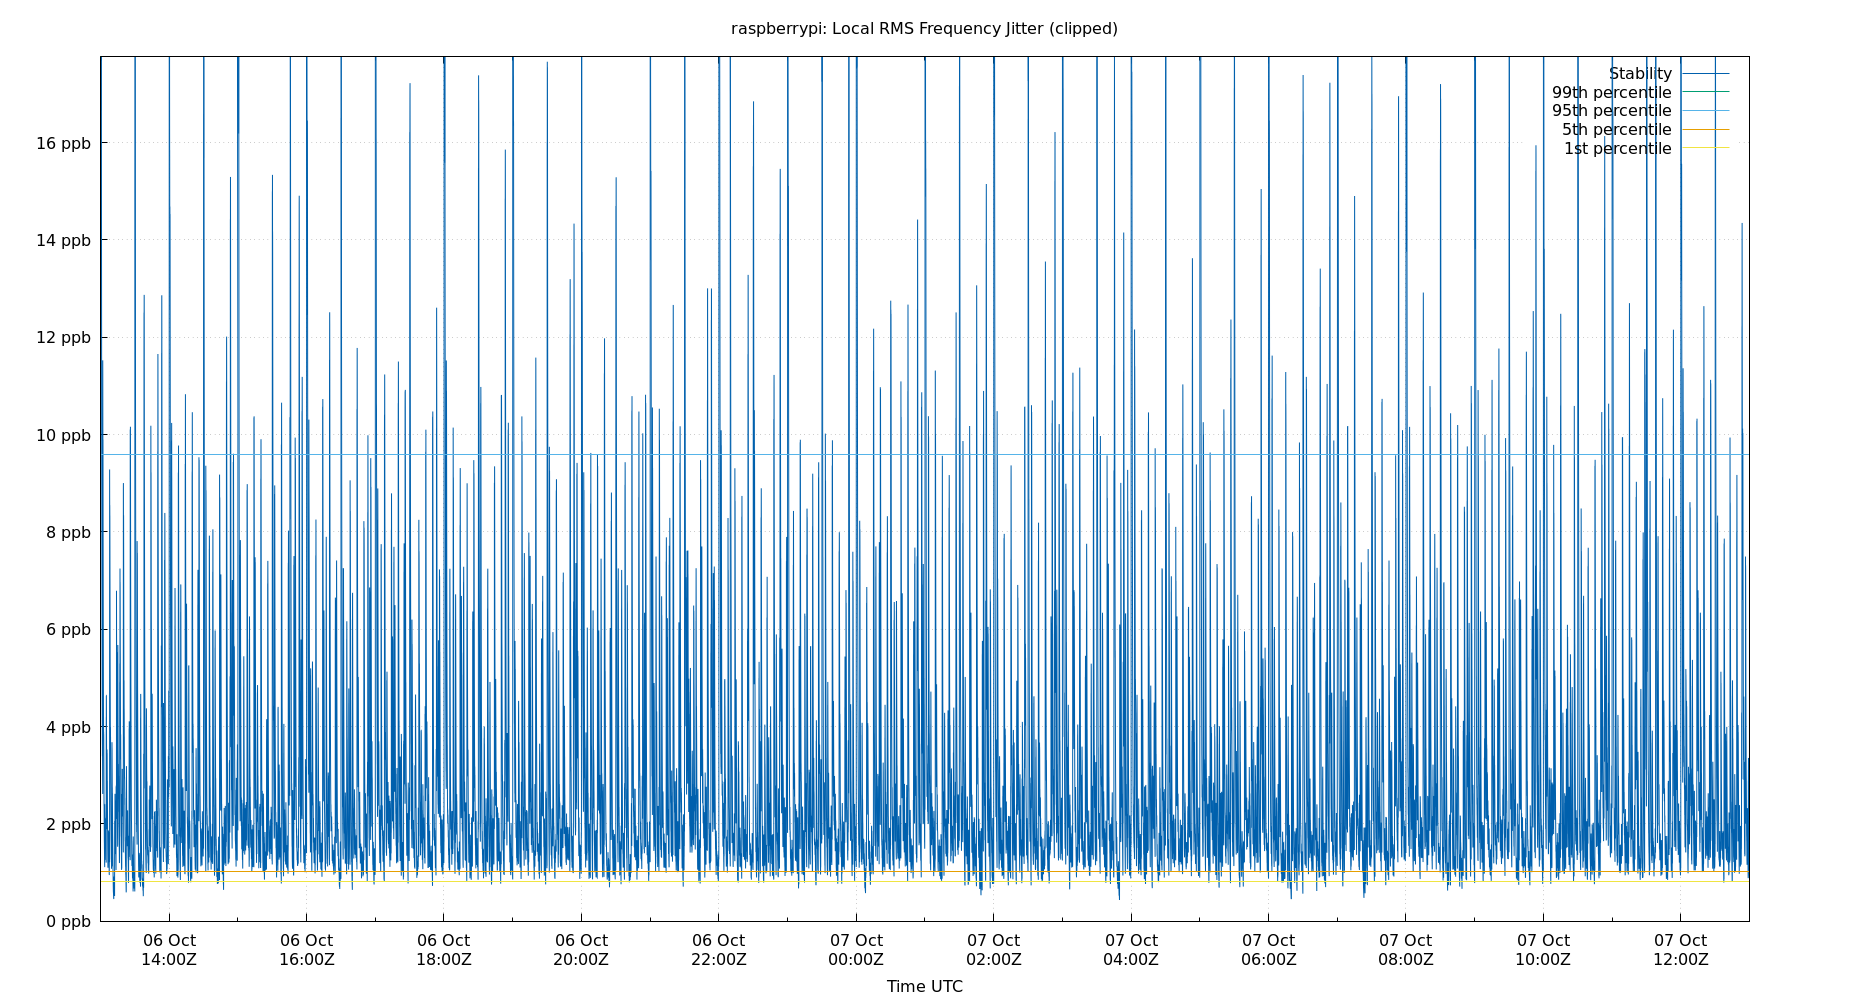 raspberrypi: Local RMS Frequency Jitter (clipped)
Stability
99th percentile
95th percentile
5th percentile
1st percentile
16 ppb
14 ppb
12 ppb
10 ppb
8 ppb
6 ppb
4 ppb
2 ppb
0 ppb
06 Oct
14:00Z
06 Oct
16:00Z
06 Oct
18:00Z
06 Oct
20:00Z
06 Oct
22:00Z
07 Oct
00:00Z
07 Oct
02:00Z
07 Oct
04:00Z
07 Oct
06:00Z
07 Oct
08:00Z
07 Oct
10:00Z
07 Oct
12:00Z
Time UTC